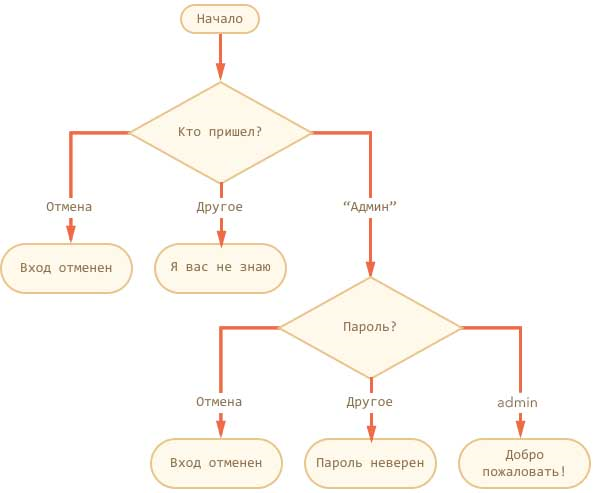 Начало
Кто пришел?
Отмена
Другое
“Админ”
Вход отменен
Я вас не знаю
Пароль?
Отмена
Другое
admin
Вход отменен
Пароль неверен
Добро
пожаловать!